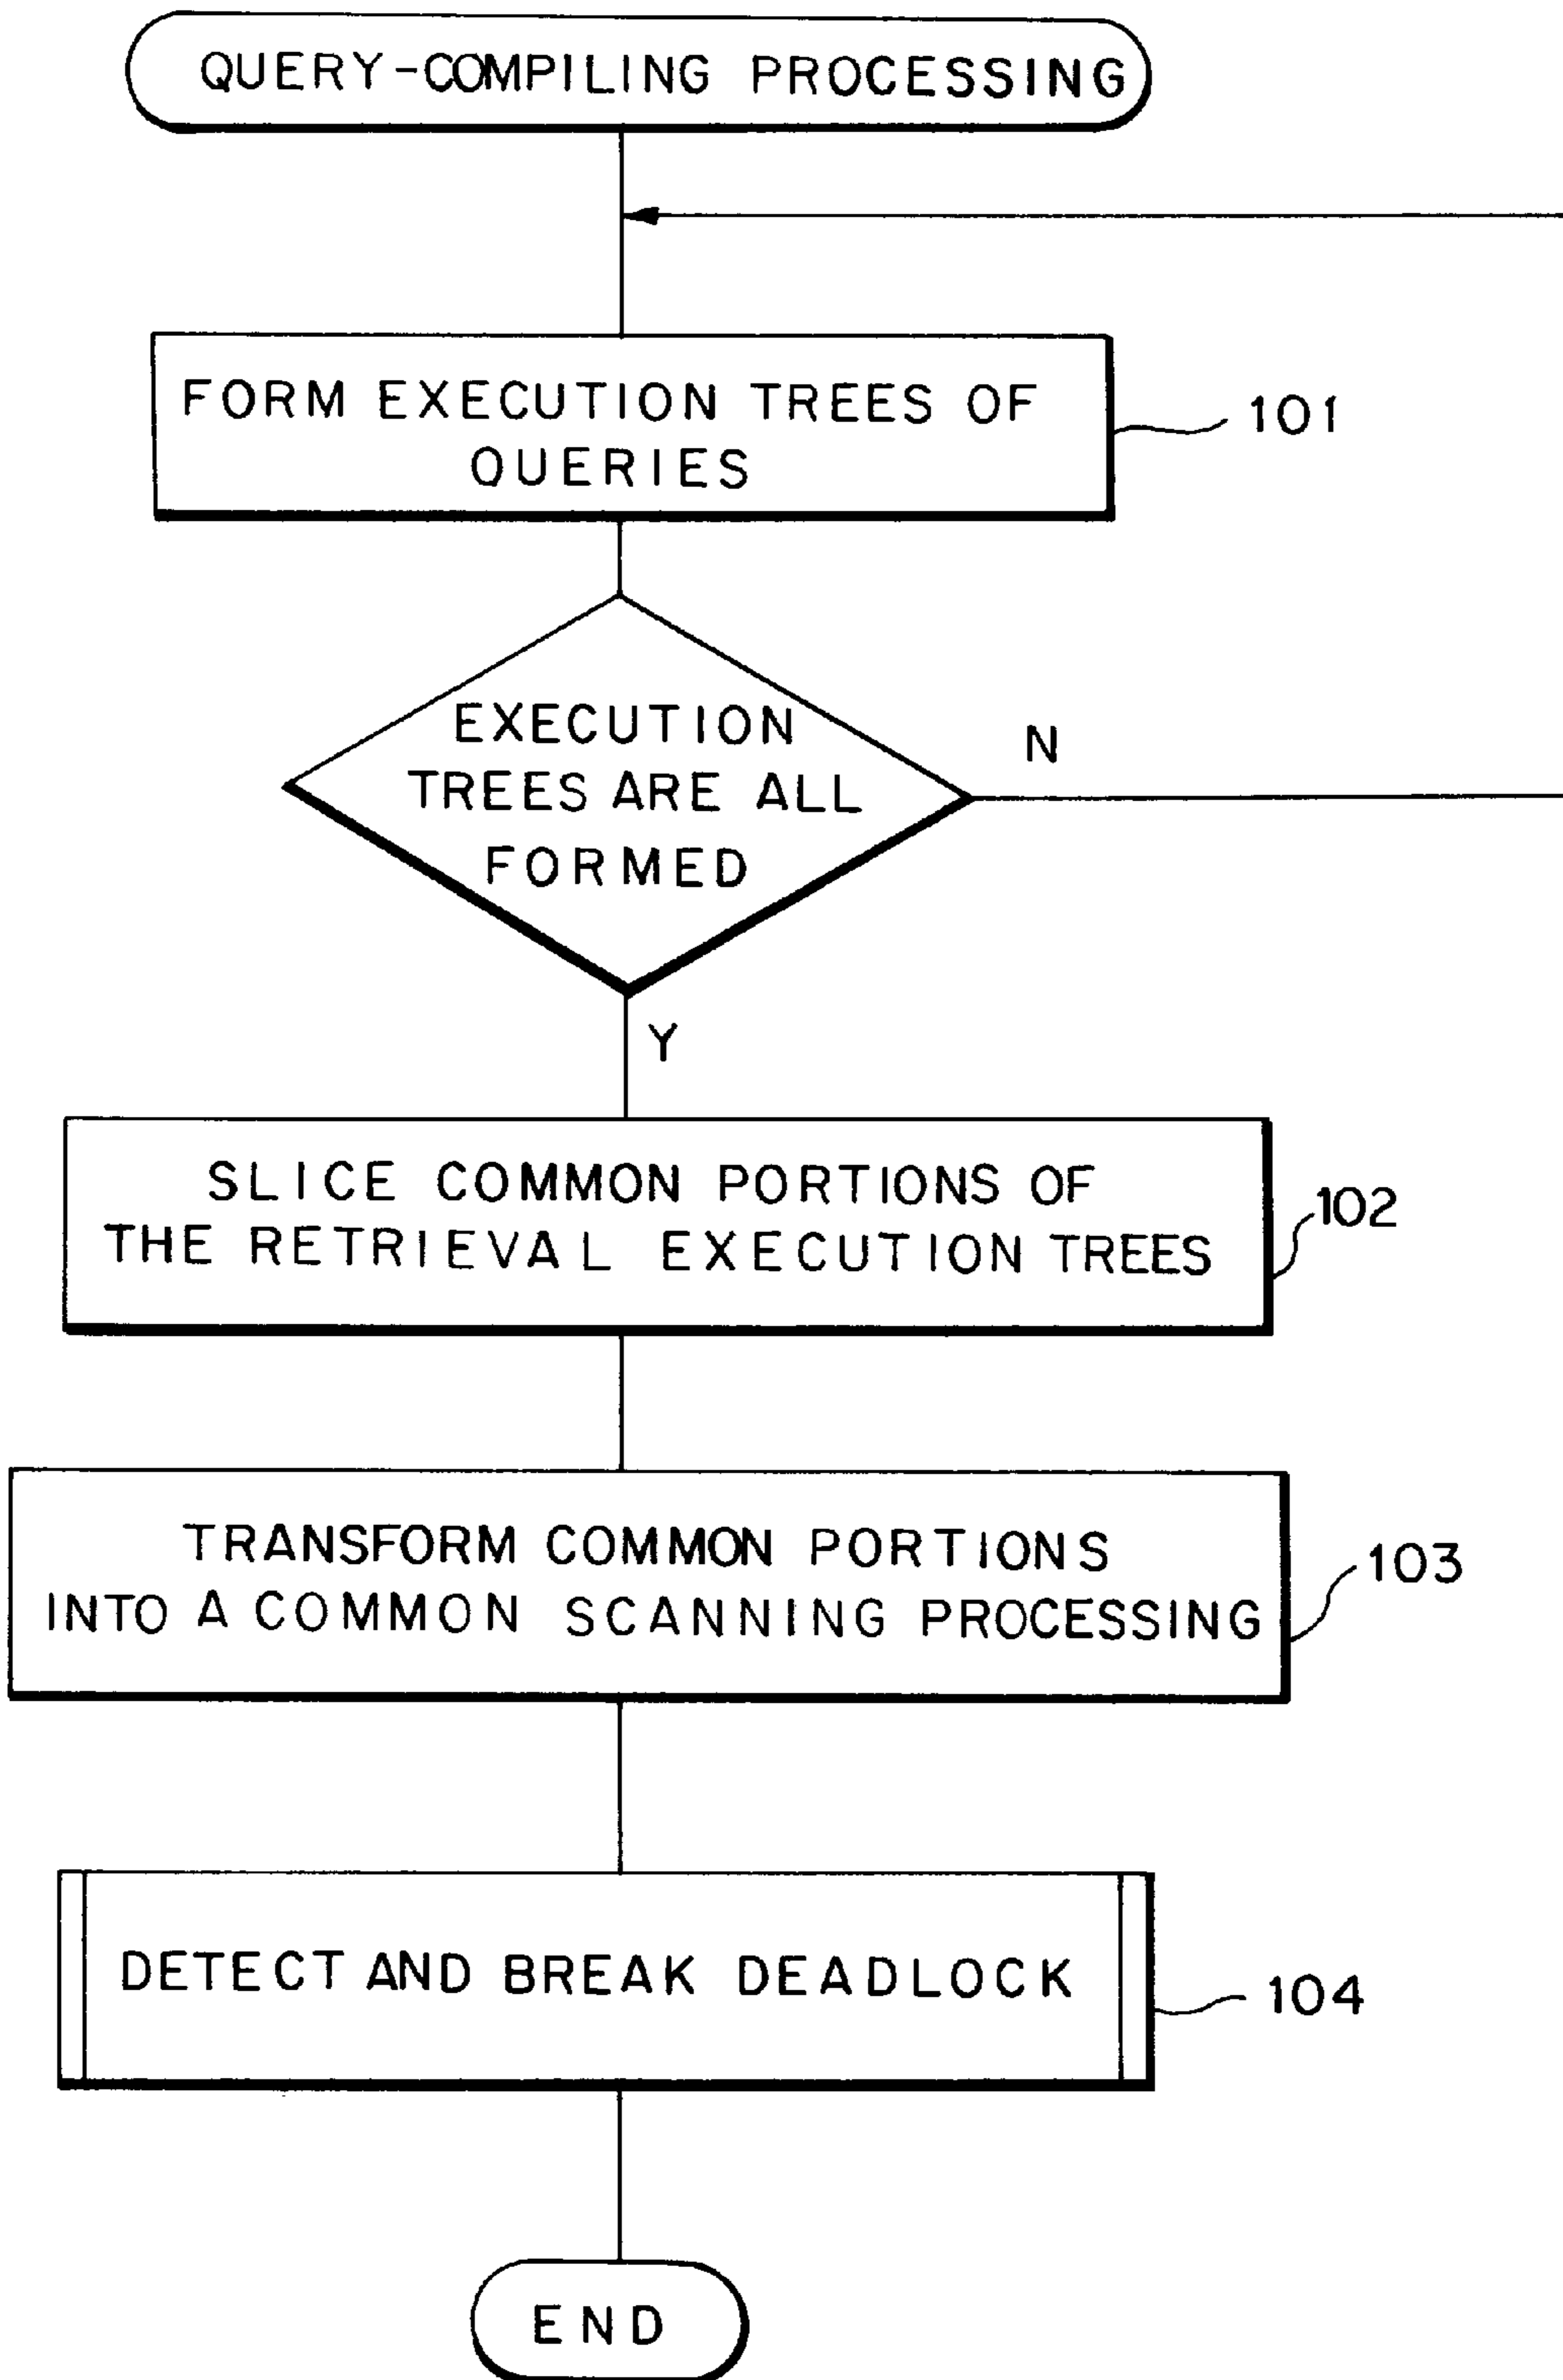 QUERY-COMPILING PROCESSING
FORM EXECUTION TREES OF
QUERIES
101
EXECUTION
TREES ARE ALL
FORMED
N
Y
SLICE COMMON PORTIONS OF
THE RETRIEVAL EXECUTION TREES
102
TRANSFORM COMMON PORTIONS
INTO A COMMON SCANNING PROCESSING
103
DETECT AND BREAK DEADLOCK
104
END